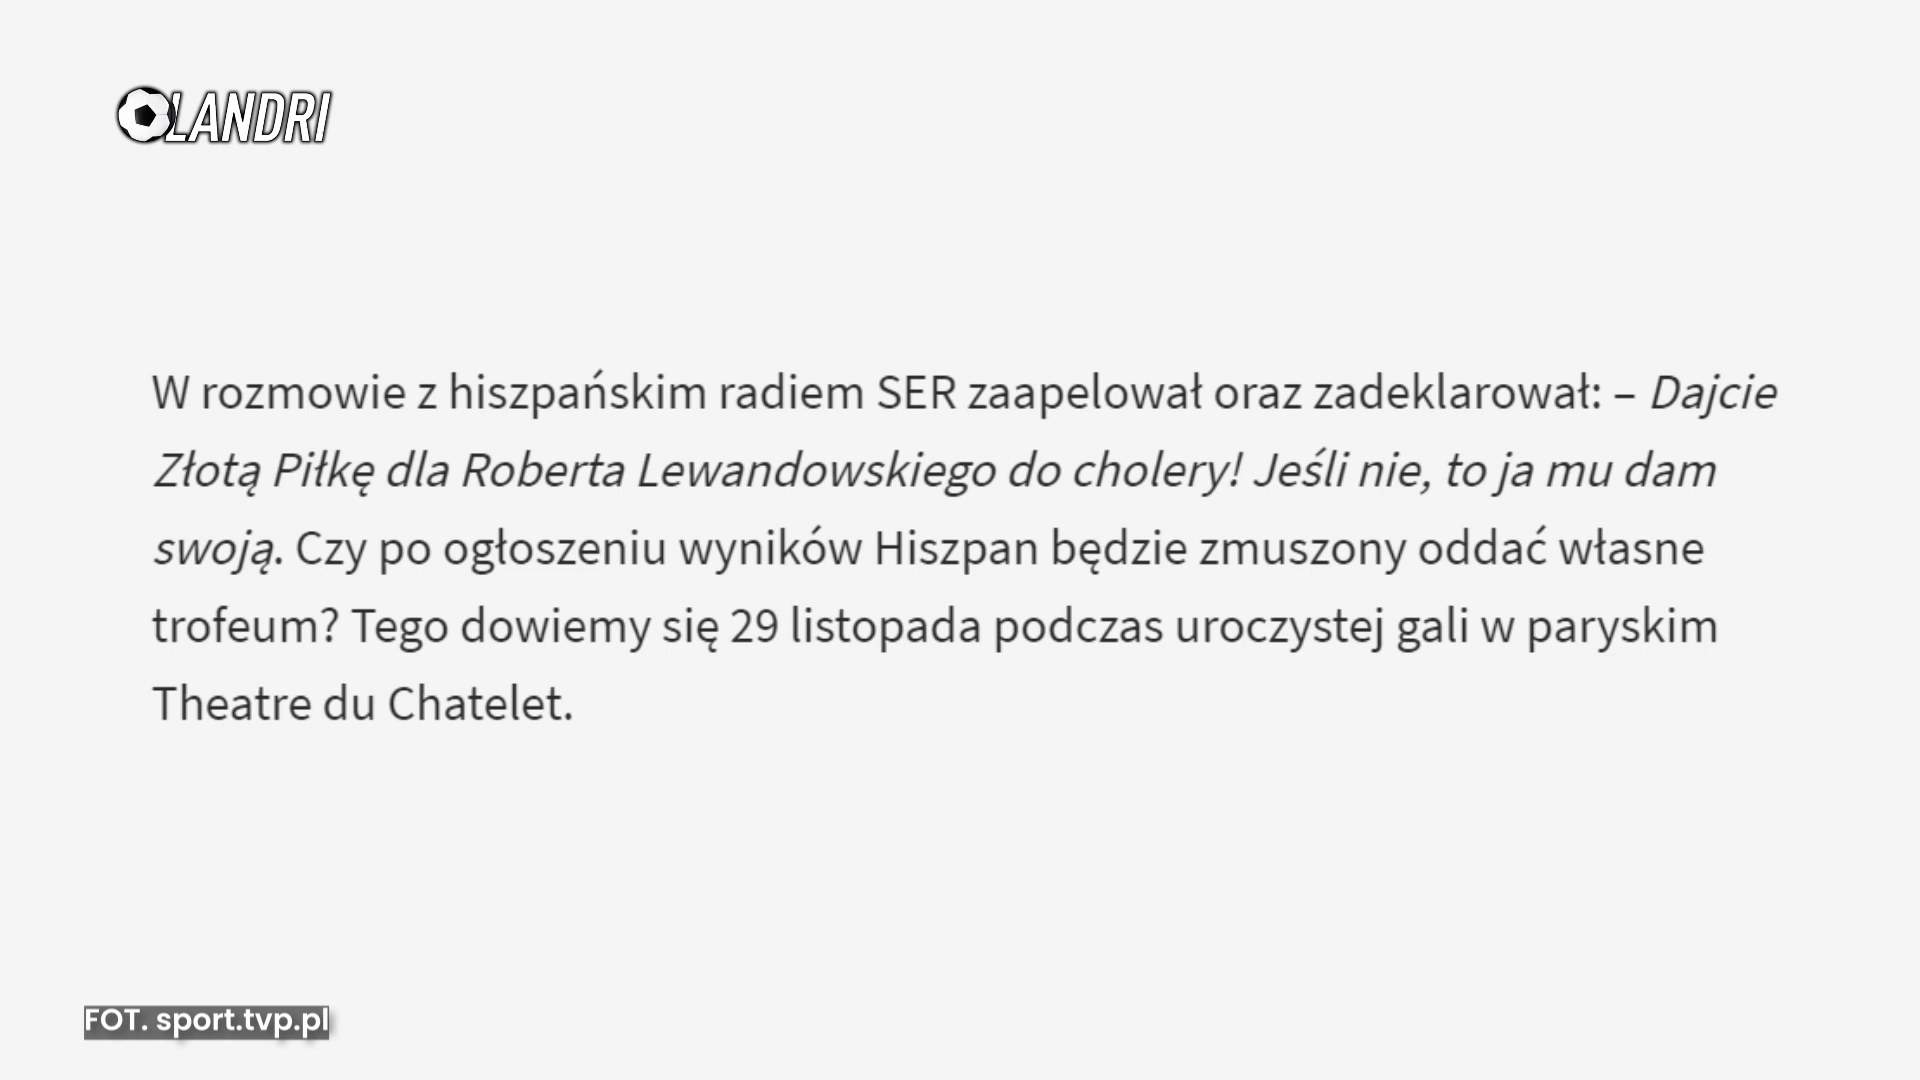 LANDRI
W rozmowie z hiszpańskim radiem SER zaapelował oraz zadeklarował: – Dajcie
Złotą Piłkę dla Roberta Lewandowskiego do cholery! Jeśli nie, to ja mu dam
swoją. Czy po ogłoszeniu wyników Hiszpan będzie zmuszony oddać własne
trofeum? Tego dowiemy się 29 listopada podczas uroczystej gali w paryskim
Theatre du Chatelet.
FOT. sport.tvp.pl